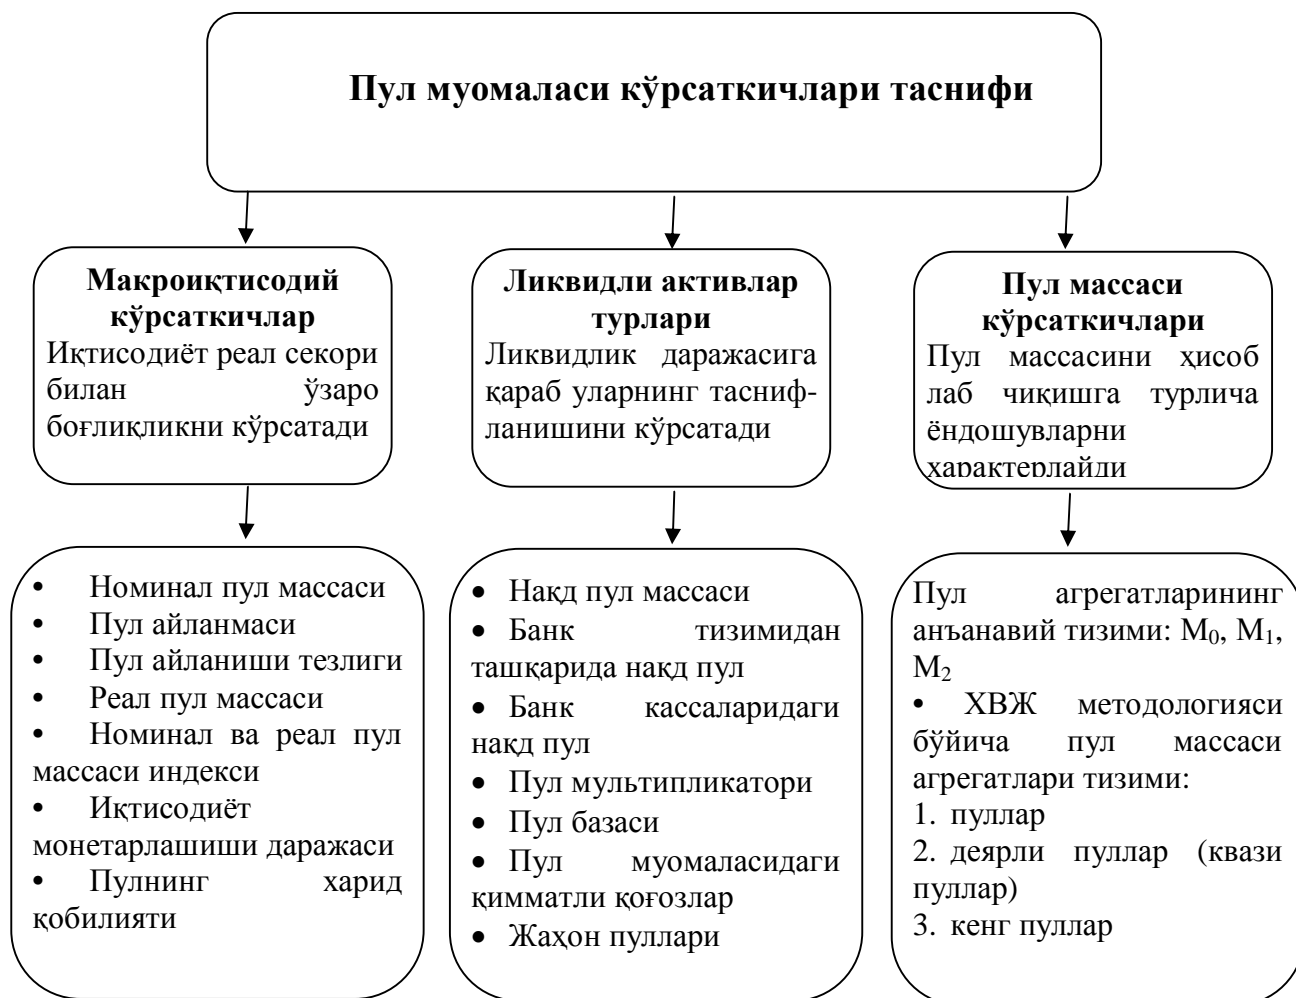 Пул муомаласи кўрсаткичлари таснифи
Макроиқтисодий
кўрсаткичлар
Иқтисодиёт реал секори
билан ўзаро
боғлиқликни кўрсатади
Ликвидли активлар
турлари
Ликвидлик даражасига
қараб уларнинг тасниф-
ланишини кўрсатади
Пул массаси
кўрсаткичлари
Пул массасини ҳисоб
лаб чиқишга турлича
ёндошувларни
характерлайди
• Номинал пул массаси
• Пул айланмаси
• Пул айланиши тезлиги
• Реал пул массаси
• Номинал ва реал пул
массаси индекси
• Иқтисодиёт
монетарлашиши даражаси
• Пулнинг харид
қобилияти
• Нақд пул массаси
• Банк тизимидан
ташқарида нақд пул
• Банк кассаларидаги
нақд пул
• Пул мультипликатори
• Пул базаси
• Пул муомаласидаги
қимматли қоғозлар
• Жаҳон пуллари
Пул агрегатларининг
анъанавий тизими: M₀, M₁,
M₂
• ХВЖ методологияси
бўйича пул массаси
агрегатлари тизими:
1. пуллар
2. деярли пуллар (квази
пуллар)
3. кенг пуллар